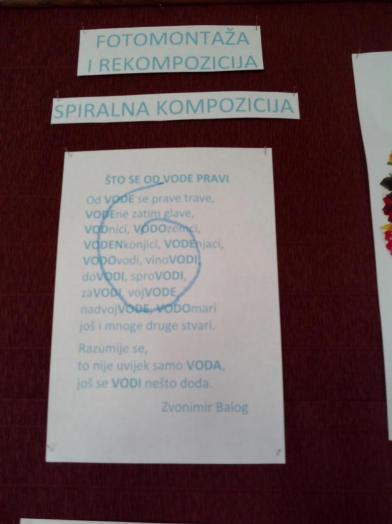 FOTOMONTAŽA
I REKOMPOZICIJA
SPIRALNA KOMPOZICIJA
ŠTO SE OD VODE PRAVI
Od VODE se prave trave,
VODEne zatim glave,
VODnici, VODOzemci,
VODENkonjici, VODEnjaci,
VODOvodi, vinoVODI,
doVODI, sproVODI,
zaVODI, vojVODE,
nadvojVODE, VODOmari
još i mnoge druge stvari.
Razumije se,
to nije uvijek samo VODA,
još se VODI nešto doda.
Zvonimir Balog